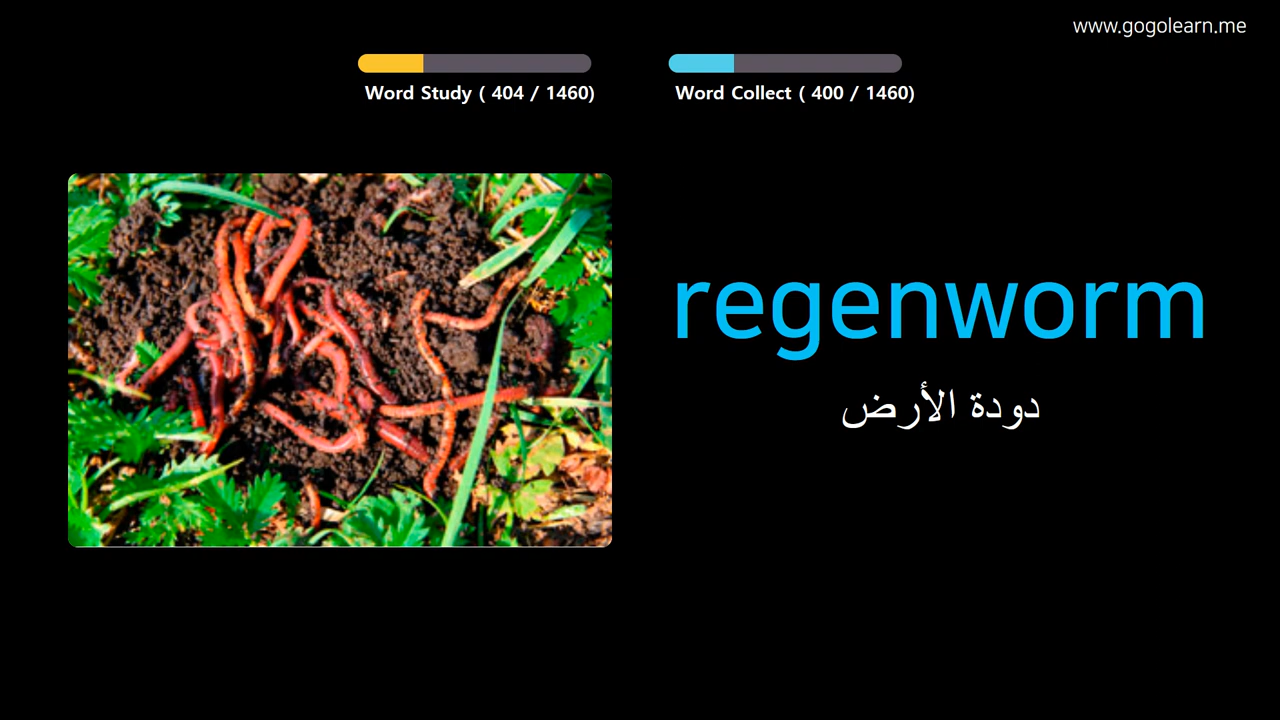 www.gogolearn.me
Word Study ( 404 / 1460)
Word Collect ( 400 / 1460)
regenworm
دودة الأرض